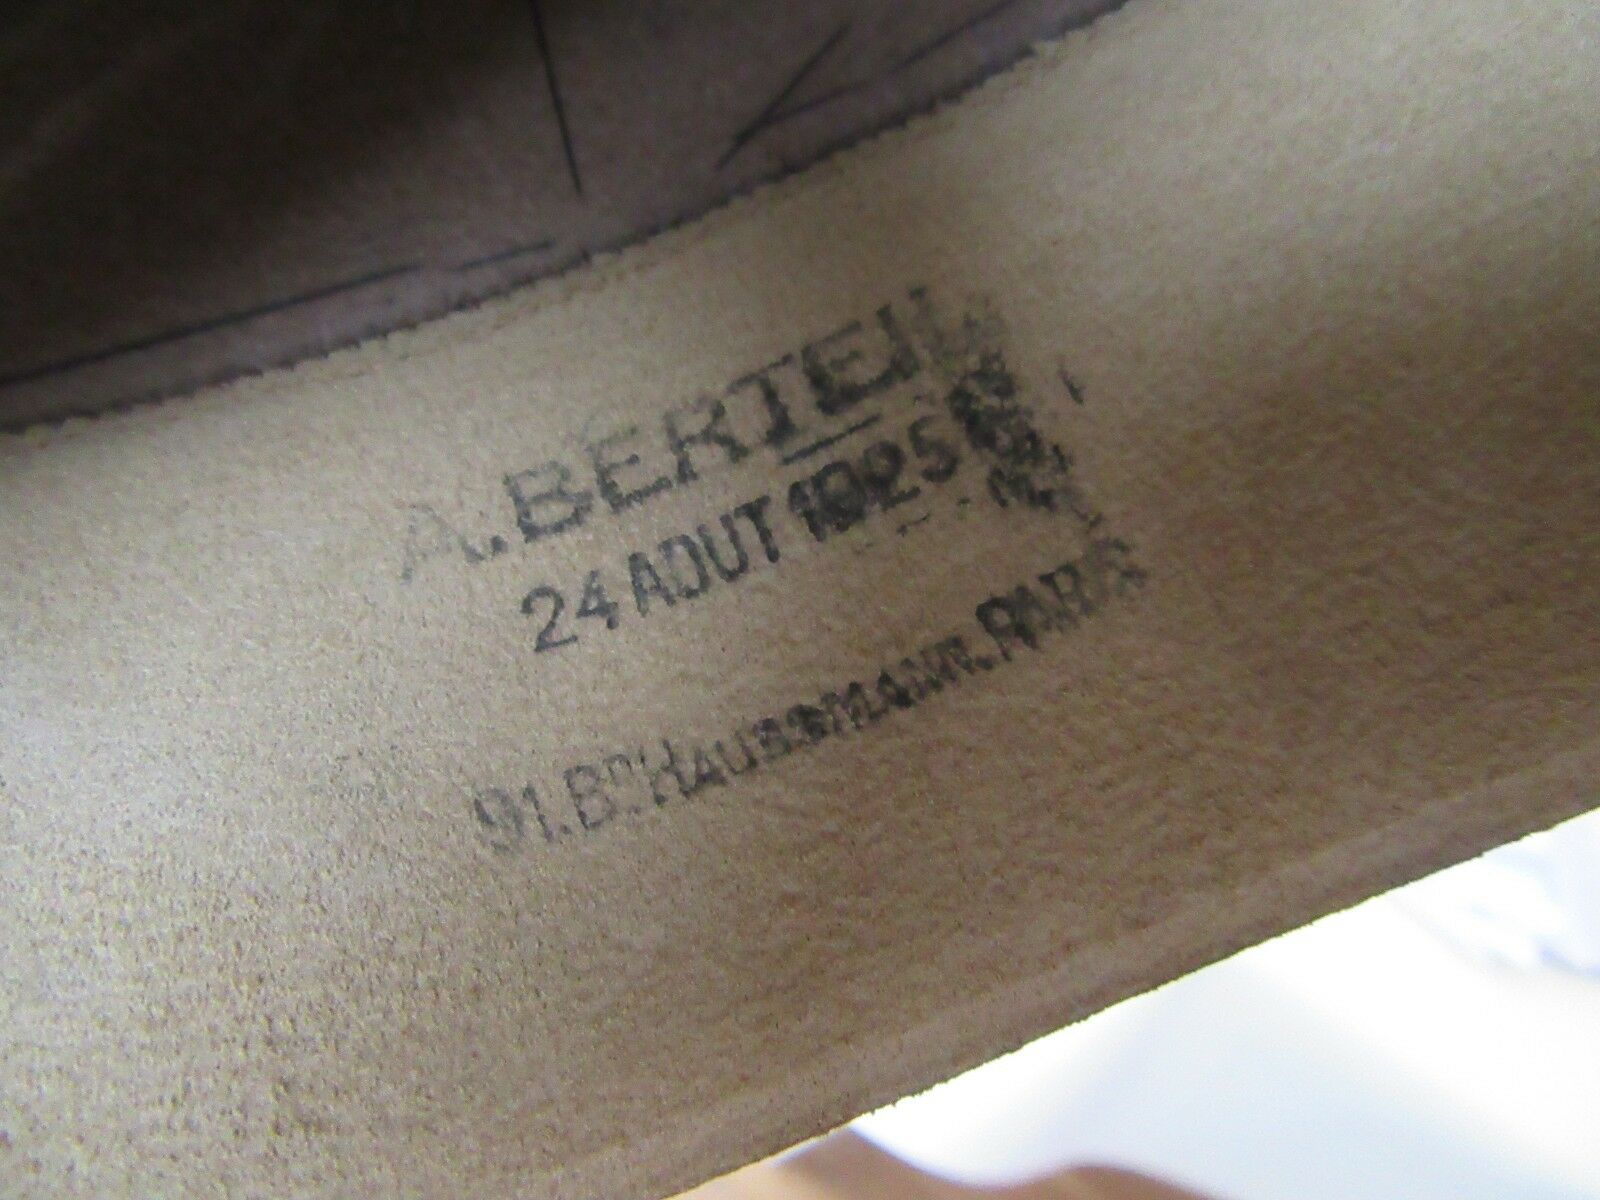 A. BERTEIL
24 AOUT 1925
91. BD HAUSSMANN. PARIS